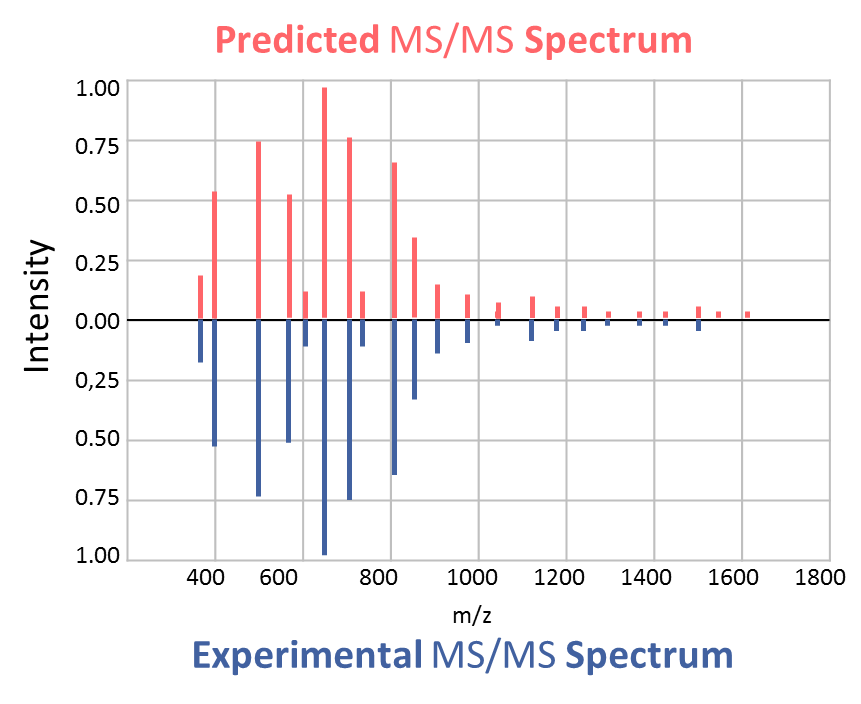 Predicted MS/MS Spectrum
1.00
0.75
0.50
0.25
0.00
0,25
0.50
0.75
1.00
Intensity
400 600 800 1000 1200 1400 1600 1800
m/z
Experimental MS/MS Spectrum